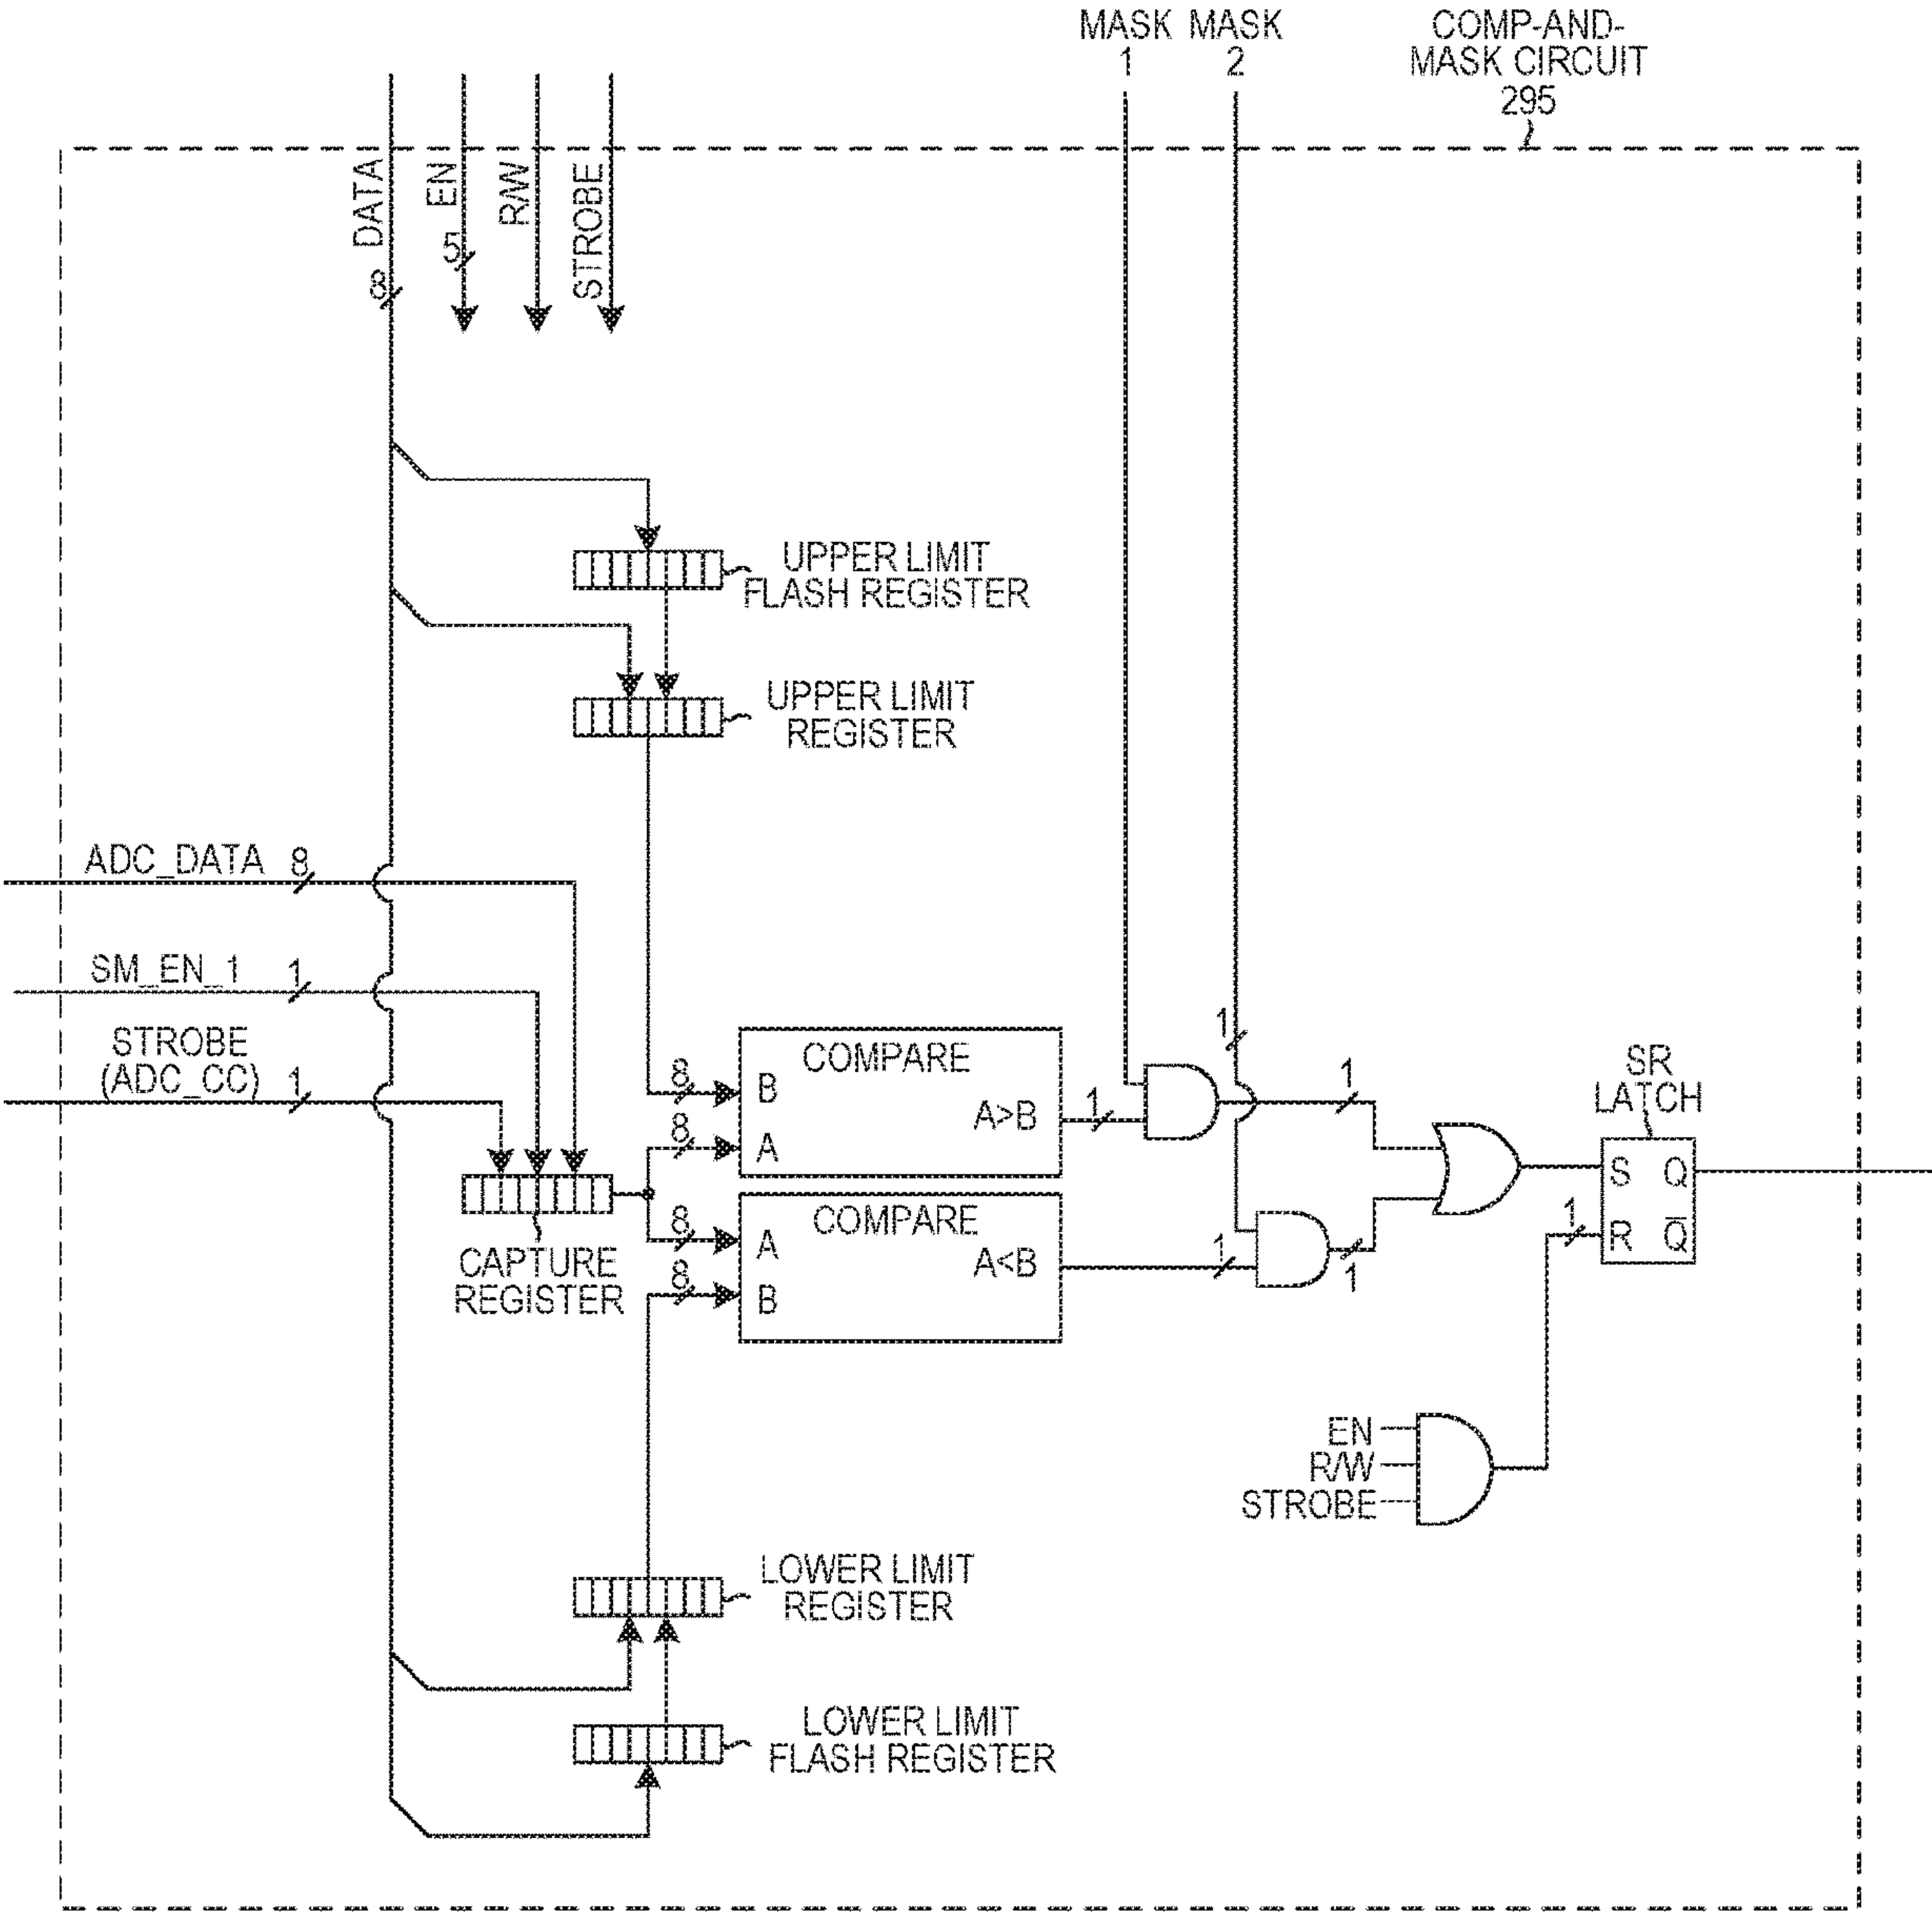 MASK MASK
1 2
COMP-AND-
MASK CIRCUIT
295
DATA
8
EN
5
R/W
STROBE
UPPER LIMIT
FLASH REGISTER
UPPER LIMIT
REGISTER
ADC_DATA 8
SM_EN_1 1
STROBE
(ADC_CC) 1
CAPTURE
REGISTER
8
8
8
8
COMPARE
B
A
A>B
COMPARE
A
B
A<B
1
1
1
1
1
SR
LATCH
S Q
R Q̅
1
EN
R/W
STROBE
LOWER LIMIT
REGISTER
LOWER LIMIT
FLASH REGISTER